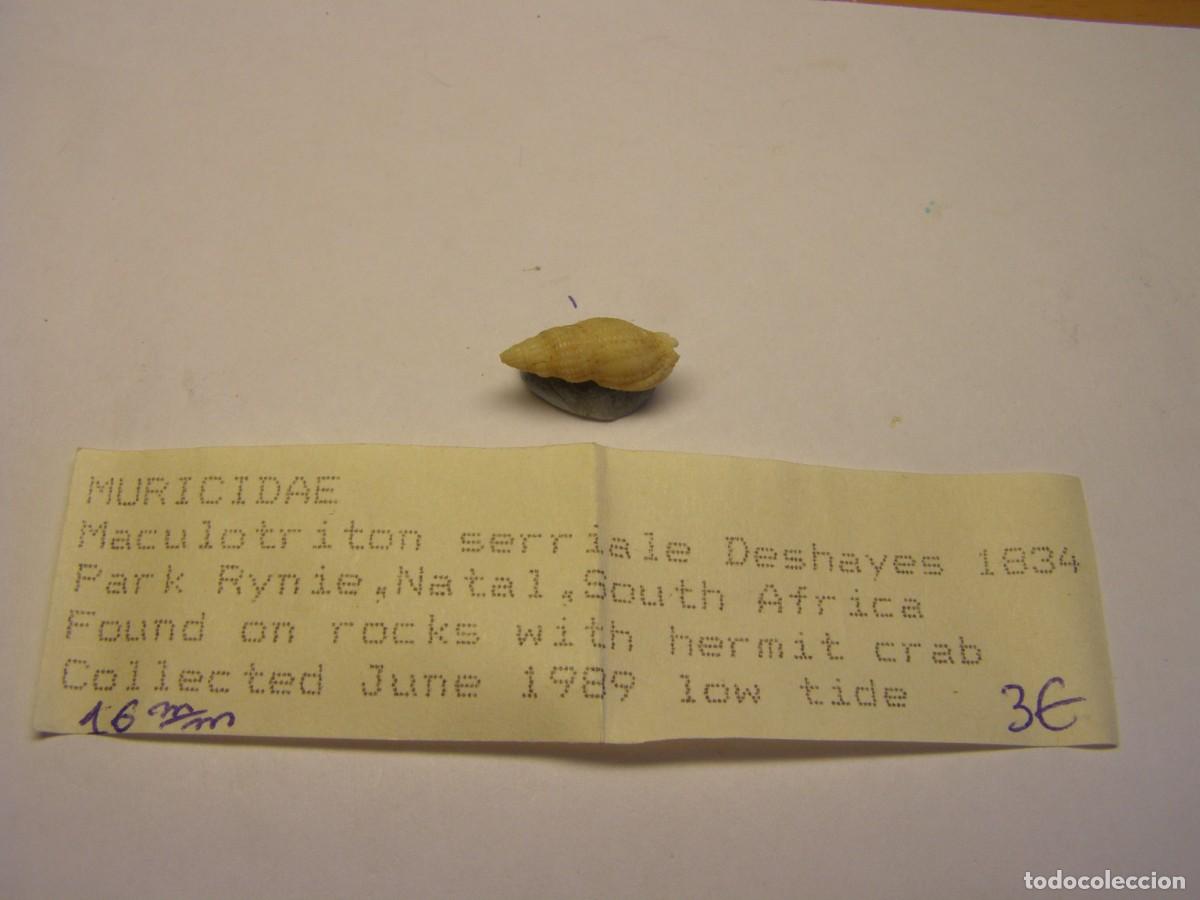 MURICIDAE
Maculotriton serriale Deshayes 1834
Park Rynie,Natal,South Africa
Found on rocks with hermit crab
Collected June 1989 low tide
16 m/m 3€
todocoleccion